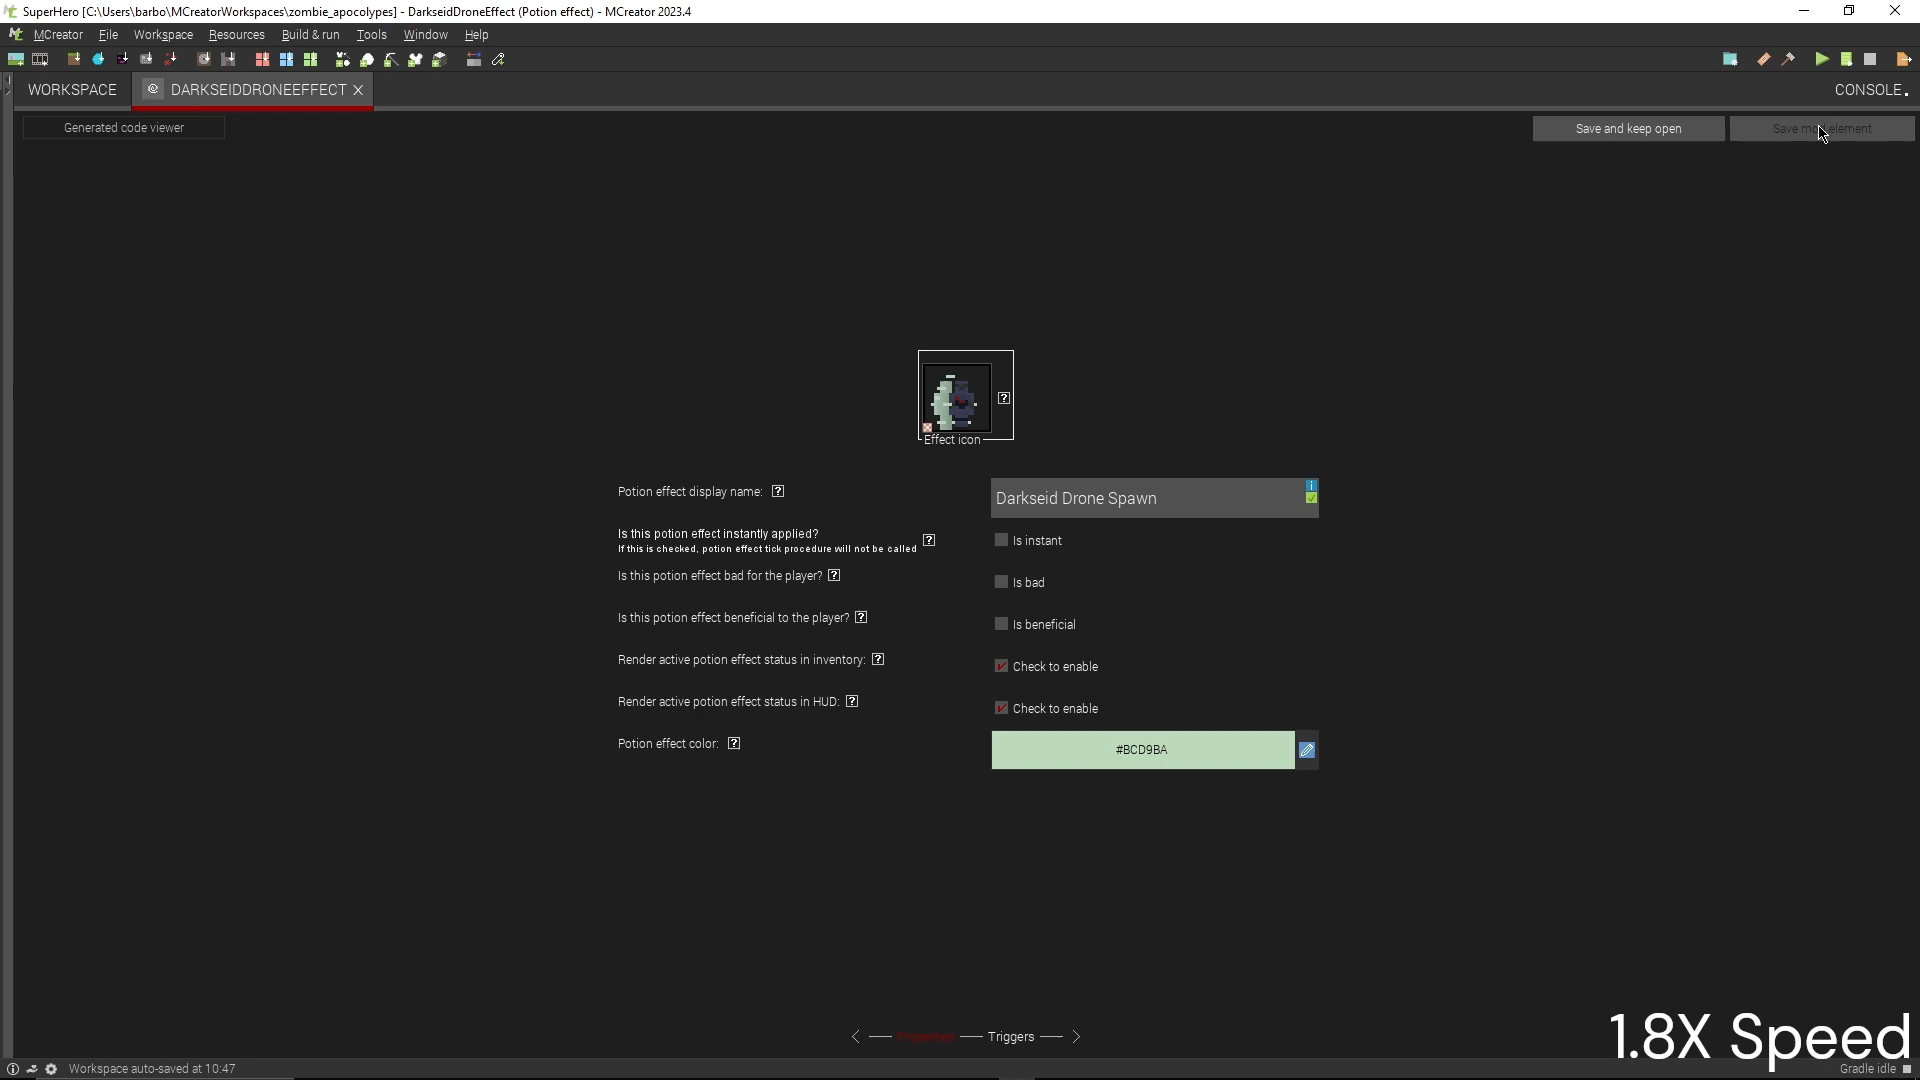 SuperHero [C:\Users\barbo\MCreatorWorkspaces\zombie_apocolypes] - DarkseidDroneEffect (Potion effect) - MCreator 2023.4
MCreator File Workspace Resources Build & run Tools Window Help
WORKSPACE DARKSEIDDRONEEFFECT CONSOLE
Generated code viewer Save and keep open Save mod element
Effect icon
Potion effect display name: Darkseid Drone Spawn
Is this potion effect instantly applied?
If this is checked, potion effect tick procedure will not be called
Is instant
Is this potion effect bad for the player? Is bad
Is this potion effect beneficial to the player? Is beneficial
Render active potion effect status in inventory: Check to enable
Render active potion effect status in HUD: Check to enable
Potion effect color: #BCD9BA
Properties Triggers
1.8X Speed
Workspace auto-saved at 10:47 Gradle idle